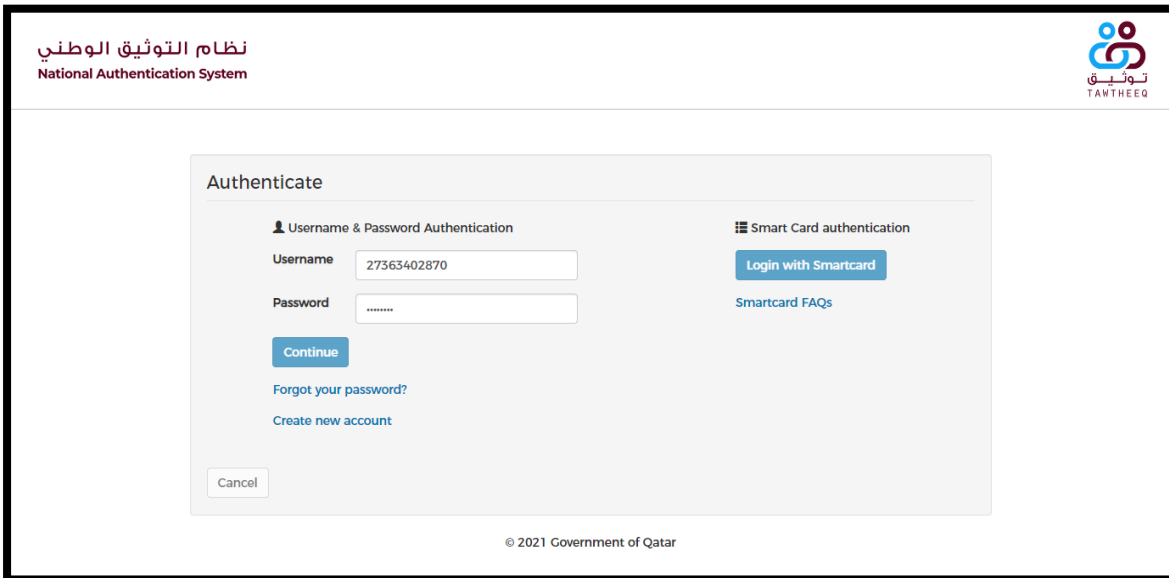 نظام التوثيق الوطني
National Authentication System
توثيق
TAWTHEEQ
Authenticate
Username & Password Authentication
Username
27363402870
Password
........
Continue
Forgot your password?
Create new account
Smart Card authentication
Login with Smartcard
Smartcard FAQs
Cancel
© 2021 Government of Qatar